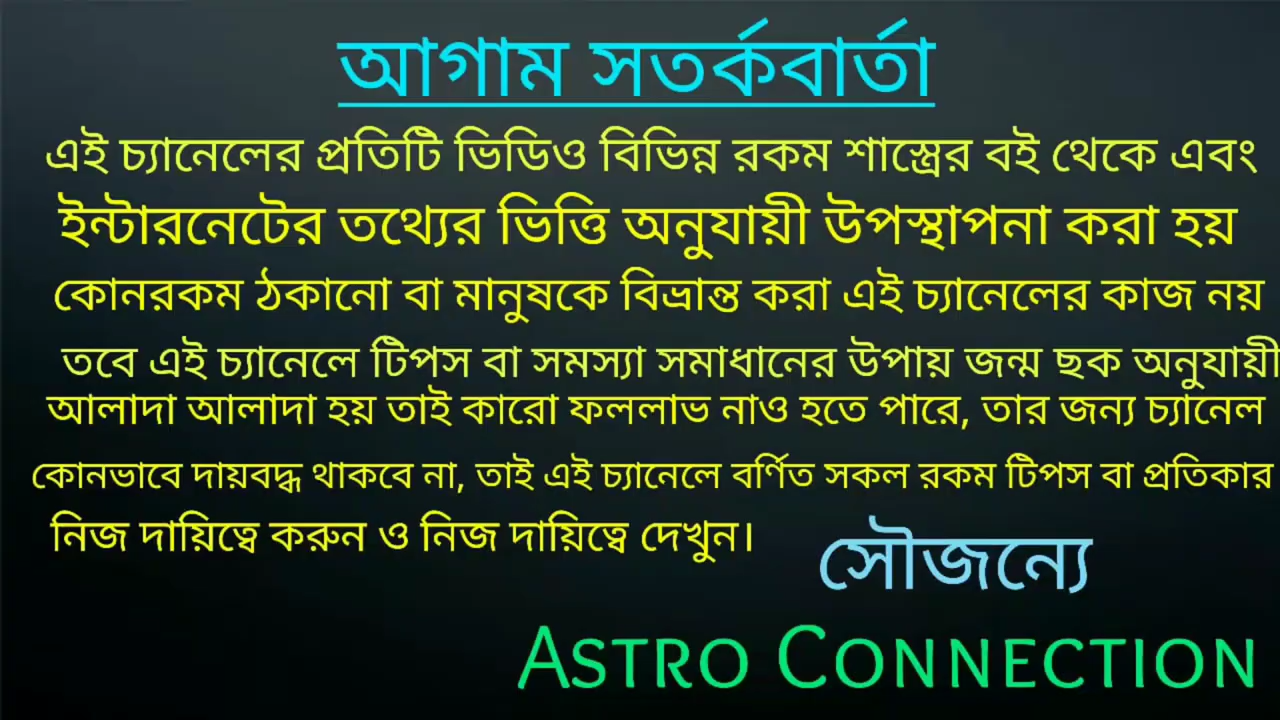 আগাম সতর্কবার্তা
এই চ্যানেলের প্রতিটি ভিডিও বিভিন্ন রকম শাস্ত্রের বই থেকে এবং
ইন্টারনেটের তথ্যের ভিত্তি অনুযায়ী উপস্থাপনা করা হয়
কোনরকম ঠকানো বা মানুষকে বিভ্রান্ত করা এই চ্যানেলের কাজ নয়
তবে এই চ্যানেলে টিপস বা সমস্যা সমাধানের উপায় জন্ম ছক অনুযায়ী
আলাদা আলাদা হয় তাই কারো ফললাভ নাও হতে পারে, তার জন্য চ্যানেল
কোনভাবে দায়বদ্ধ থাকবে না, তাই এই চ্যানেলে বর্ণিত সকল রকম টিপস বা প্রতিকার
নিজ দায়িত্বে করুন ও নিজ দায়িত্বে দেখুন।
সৌজন্যে
ASTRO CONNECTION